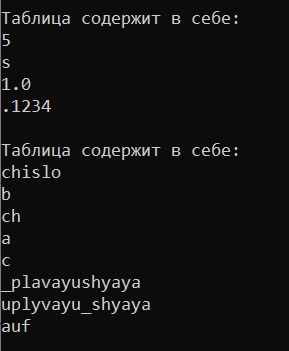 Таблица содержит в себе:
5
s
1.0
.1234
Таблица содержит в себе:
chislo
b
ch
a
c
_plavayushyaya
uplyvayu_shyaya
auf